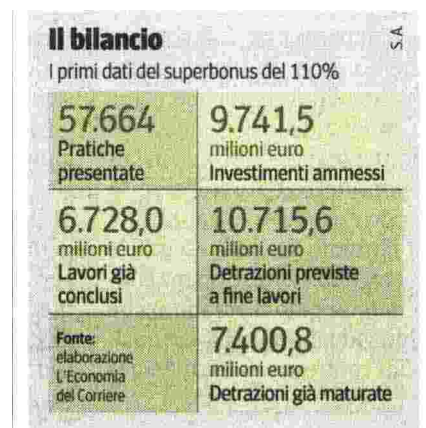 Il bilancio
S.A.
I primi dati del superbonus del 110%
57.664
Pratiche
presentate
9.741,5
milioni euro
Investimenti ammessi
6.728,0
milioni euro
Lavori già
conclusi
10.715,6
milioni euro
Detrazioni previste
a fine lavori
Fonte:
elaborazione
L'Economia
del Corriere
7.400,8
milioni euro
Detrazioni già maturate